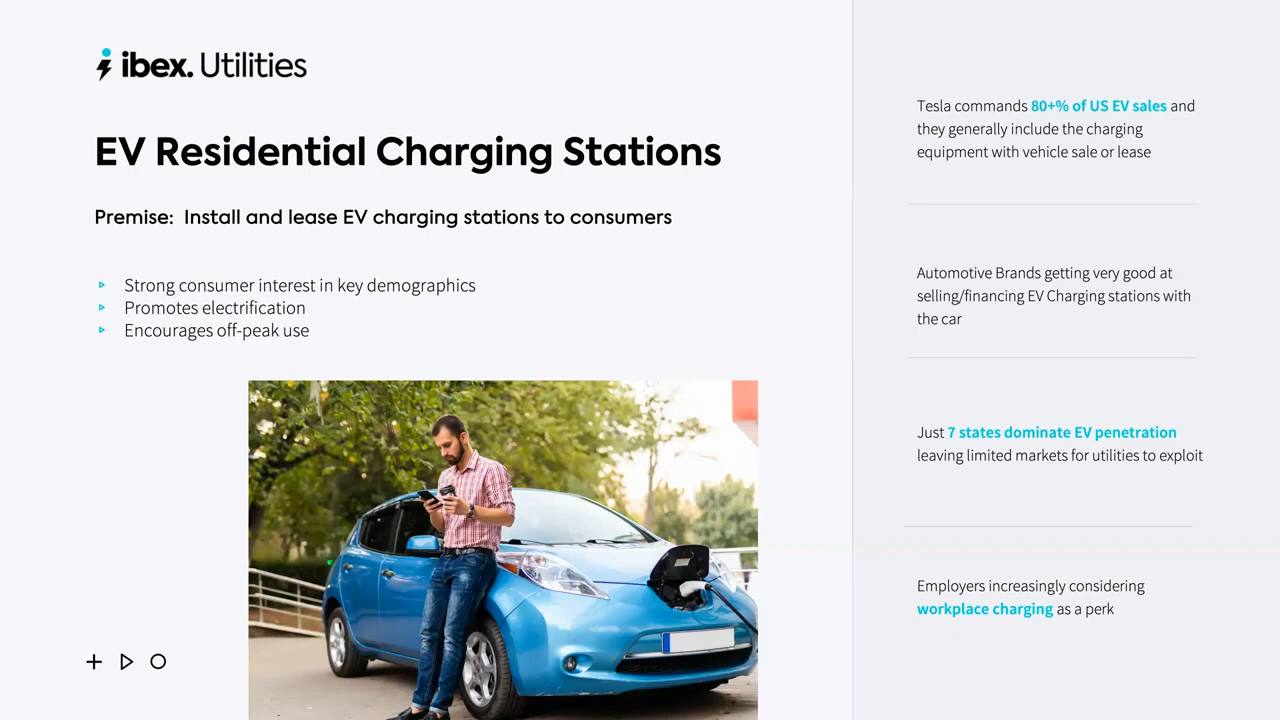 ibex. Utilities
EV Residential Charging Stations
Premise: Install and lease EV charging stations to consumers
Strong consumer interest in key demographics
Promotes electrification
Encourages off-peak use
Tesla commands 80+% of US EV sales and
they generally include the charging
equipment with vehicle sale or lease
Automotive Brands getting very good at
selling/financing EV Charging stations with
the car
Just 7 states dominate EV penetration
leaving limited markets for utilities to exploit
Employers increasingly considering
workplace charging as a perk